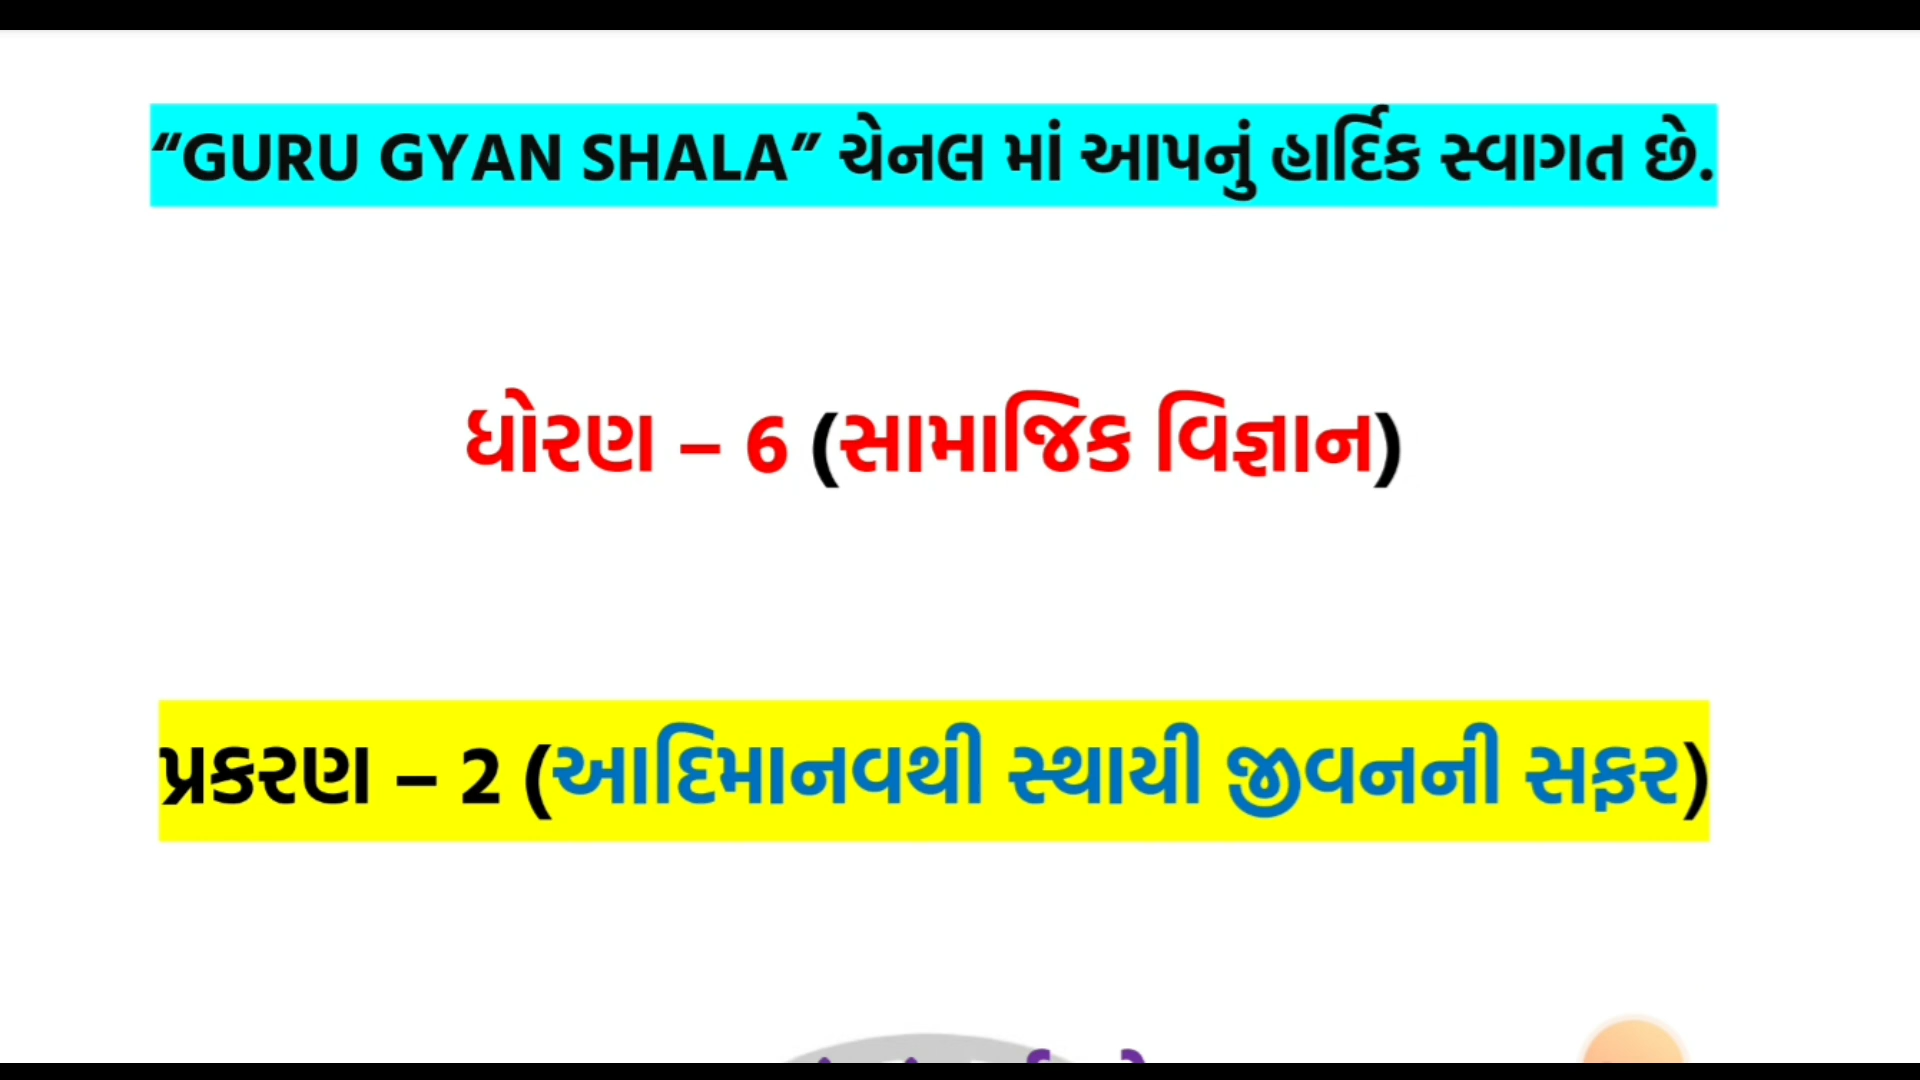 “GURU GYAN SHALA” ચેનલ માં આપનું હાર્દિક સ્વાગત છે.
ધોરણ – 6 (સામાજિક વિજ્ઞાન)
પ્રકરણ – 2 (આદિમાનવથી સ્થાયી જીવનની સફર)